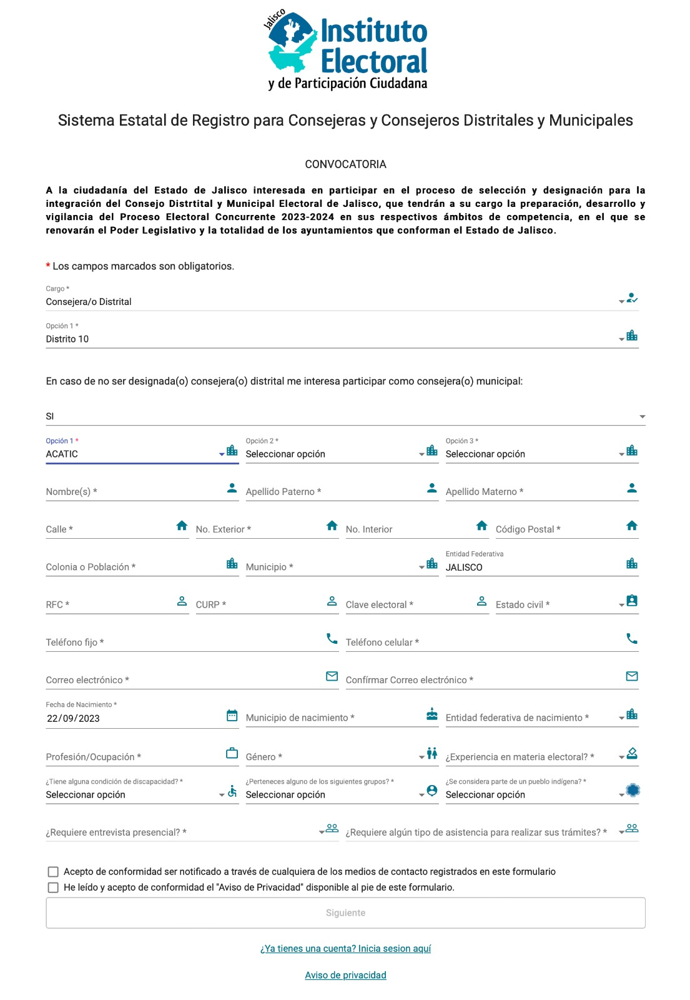 Jalisco
Instituto
Electoral
y de Participación Ciudadana
Sistema Estatal de Registro para Consejeras y Consejeros Distritales y Municipales
CONVOCATORIA
A la ciudadanía del Estado de Jalisco interesada en participar en el proceso de selección y designación para la
integración del Consejo Distrtital y Municipal Electoral de Jalisco, que tendrán a su cargo la preparación, desarrollo y
vigilancia del Proceso Electoral Concurrente 2023-2024 en sus respectivos ámbitos de competencia, en el que se
renovarán el Poder Legislativo y la totalidad de los ayuntamientos que conforman el Estado de Jalisco.
* Los campos marcados son obligatorios.
Cargo *
Consejera/o Distrital
Opción 1 *
Distrito 10
En caso de no ser designada(o) consejera(o) distrital me interesa participar como consejera(o) municipal:
SI
Opción 1 * Opción 2 * Opción 3 *
ACATIC Seleccionar opción Seleccionar opción
Nombre(s) * Apellido Paterno * Apellido Materno *
Calle * No. Exterior * No. Interior Código Postal *
Entidad Federativa
Colonia o Población * Municipio * JALISCO
RFC * CURP * Clave electoral * Estado civil *
Teléfono fijo * Teléfono celular *
Correo electrónico * Confírmar Correo electrónico *
Fecha de Nacimiento *
22/09/2023 Municipio de nacimiento * Entidad federativa de nacimiento *
Profesión/Ocupación * Género * ¿Experiencia en materia electoral? *
¿Tiene alguna condición de discapacidad? * ¿Perteneces alguno de los siguientes grupos? * ¿Se considera parte de un pueblo indígena? *
Seleccionar opción Seleccionar opción Seleccionar opción
¿Requiere entrevista presencial? * ¿Requiere algún tipo de asistencia para realizar sus trámites? *
Acepto de conformidad ser notificado a través de cualquiera de los medios de contacto registrados en este formulario
He leído y acepto de conformidad el "Aviso de Privacidad" disponible al pie de este formulario.
Siguiente
¿Ya tienes una cuenta? Inicia sesion aquí
Aviso de privacidad